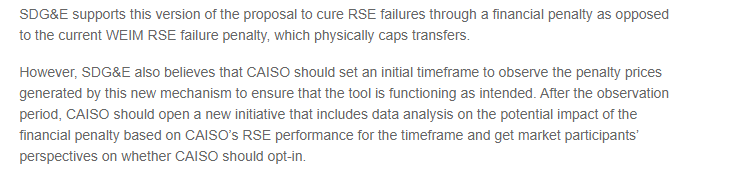 SDG&E supports this version of the proposal to cure RSE failures through a financial penalty as opposed
to the current WEIM RSE failure penalty, which physically caps transfers.
However, SDG&E also believes that CAISO should set an initial timeframe to observe the penalty prices
generated by this new mechanism to ensure that the tool is functioning as intended. After the observation
period, CAISO should open a new initiative that includes data analysis on the potential impact of the
financial penalty based on CAISO's RSE performance for the timeframe and get market participants'
perspectives on whether CAISO should opt-in.